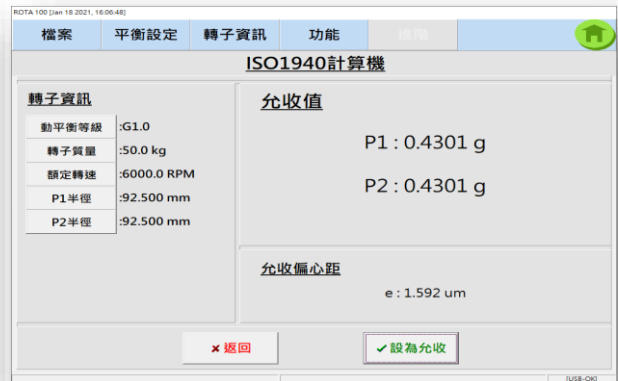 ROTA 100 [Jan 18 2021, 16:06:48]
檔案 平衡設定 轉子資訊 功能 進階
ISO1940計算機
轉子資訊
動平衡等級 :G1.0
轉子質量 :50.0 kg
額定轉速 :6000.0 RPM
P1半徑 :92.500 mm
P2半徑 :92.500 mm
允收值
P1 : 0.4301 g
P2 : 0.4301 g
允收偏心距
e : 1.592 um
×返回 ✓設為允收
[USB-OK]